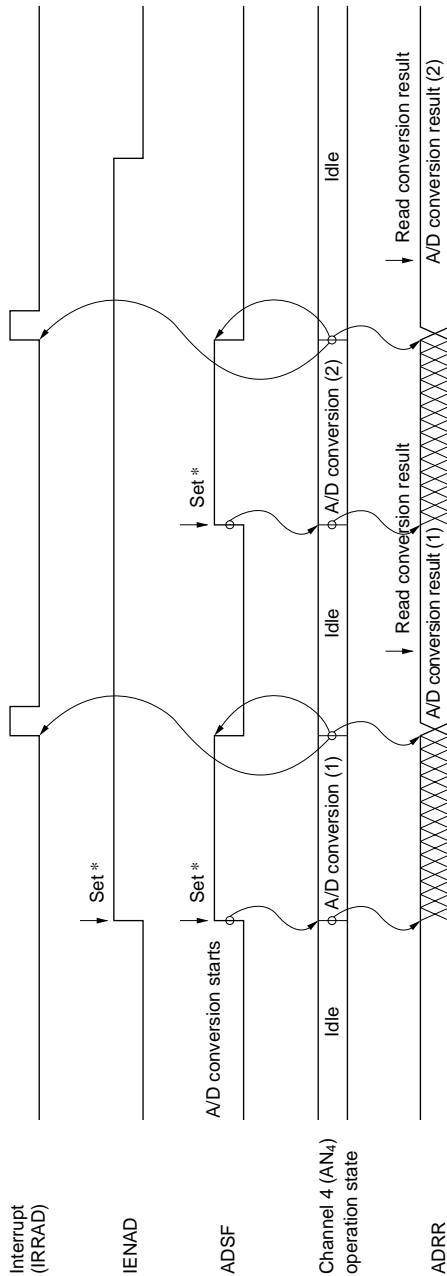 Interrupt
(IRRAD)
IENAD
Set *
ADSF
A/D conversion starts
Set *
Set *
Channel 4 (AN4)
operation state
Idle
A/D conversion (1)
Idle
A/D conversion (2)
Idle
ADRR
Read conversion result
A/D conversion result (1)
Read conversion result
A/D conversion result (2)